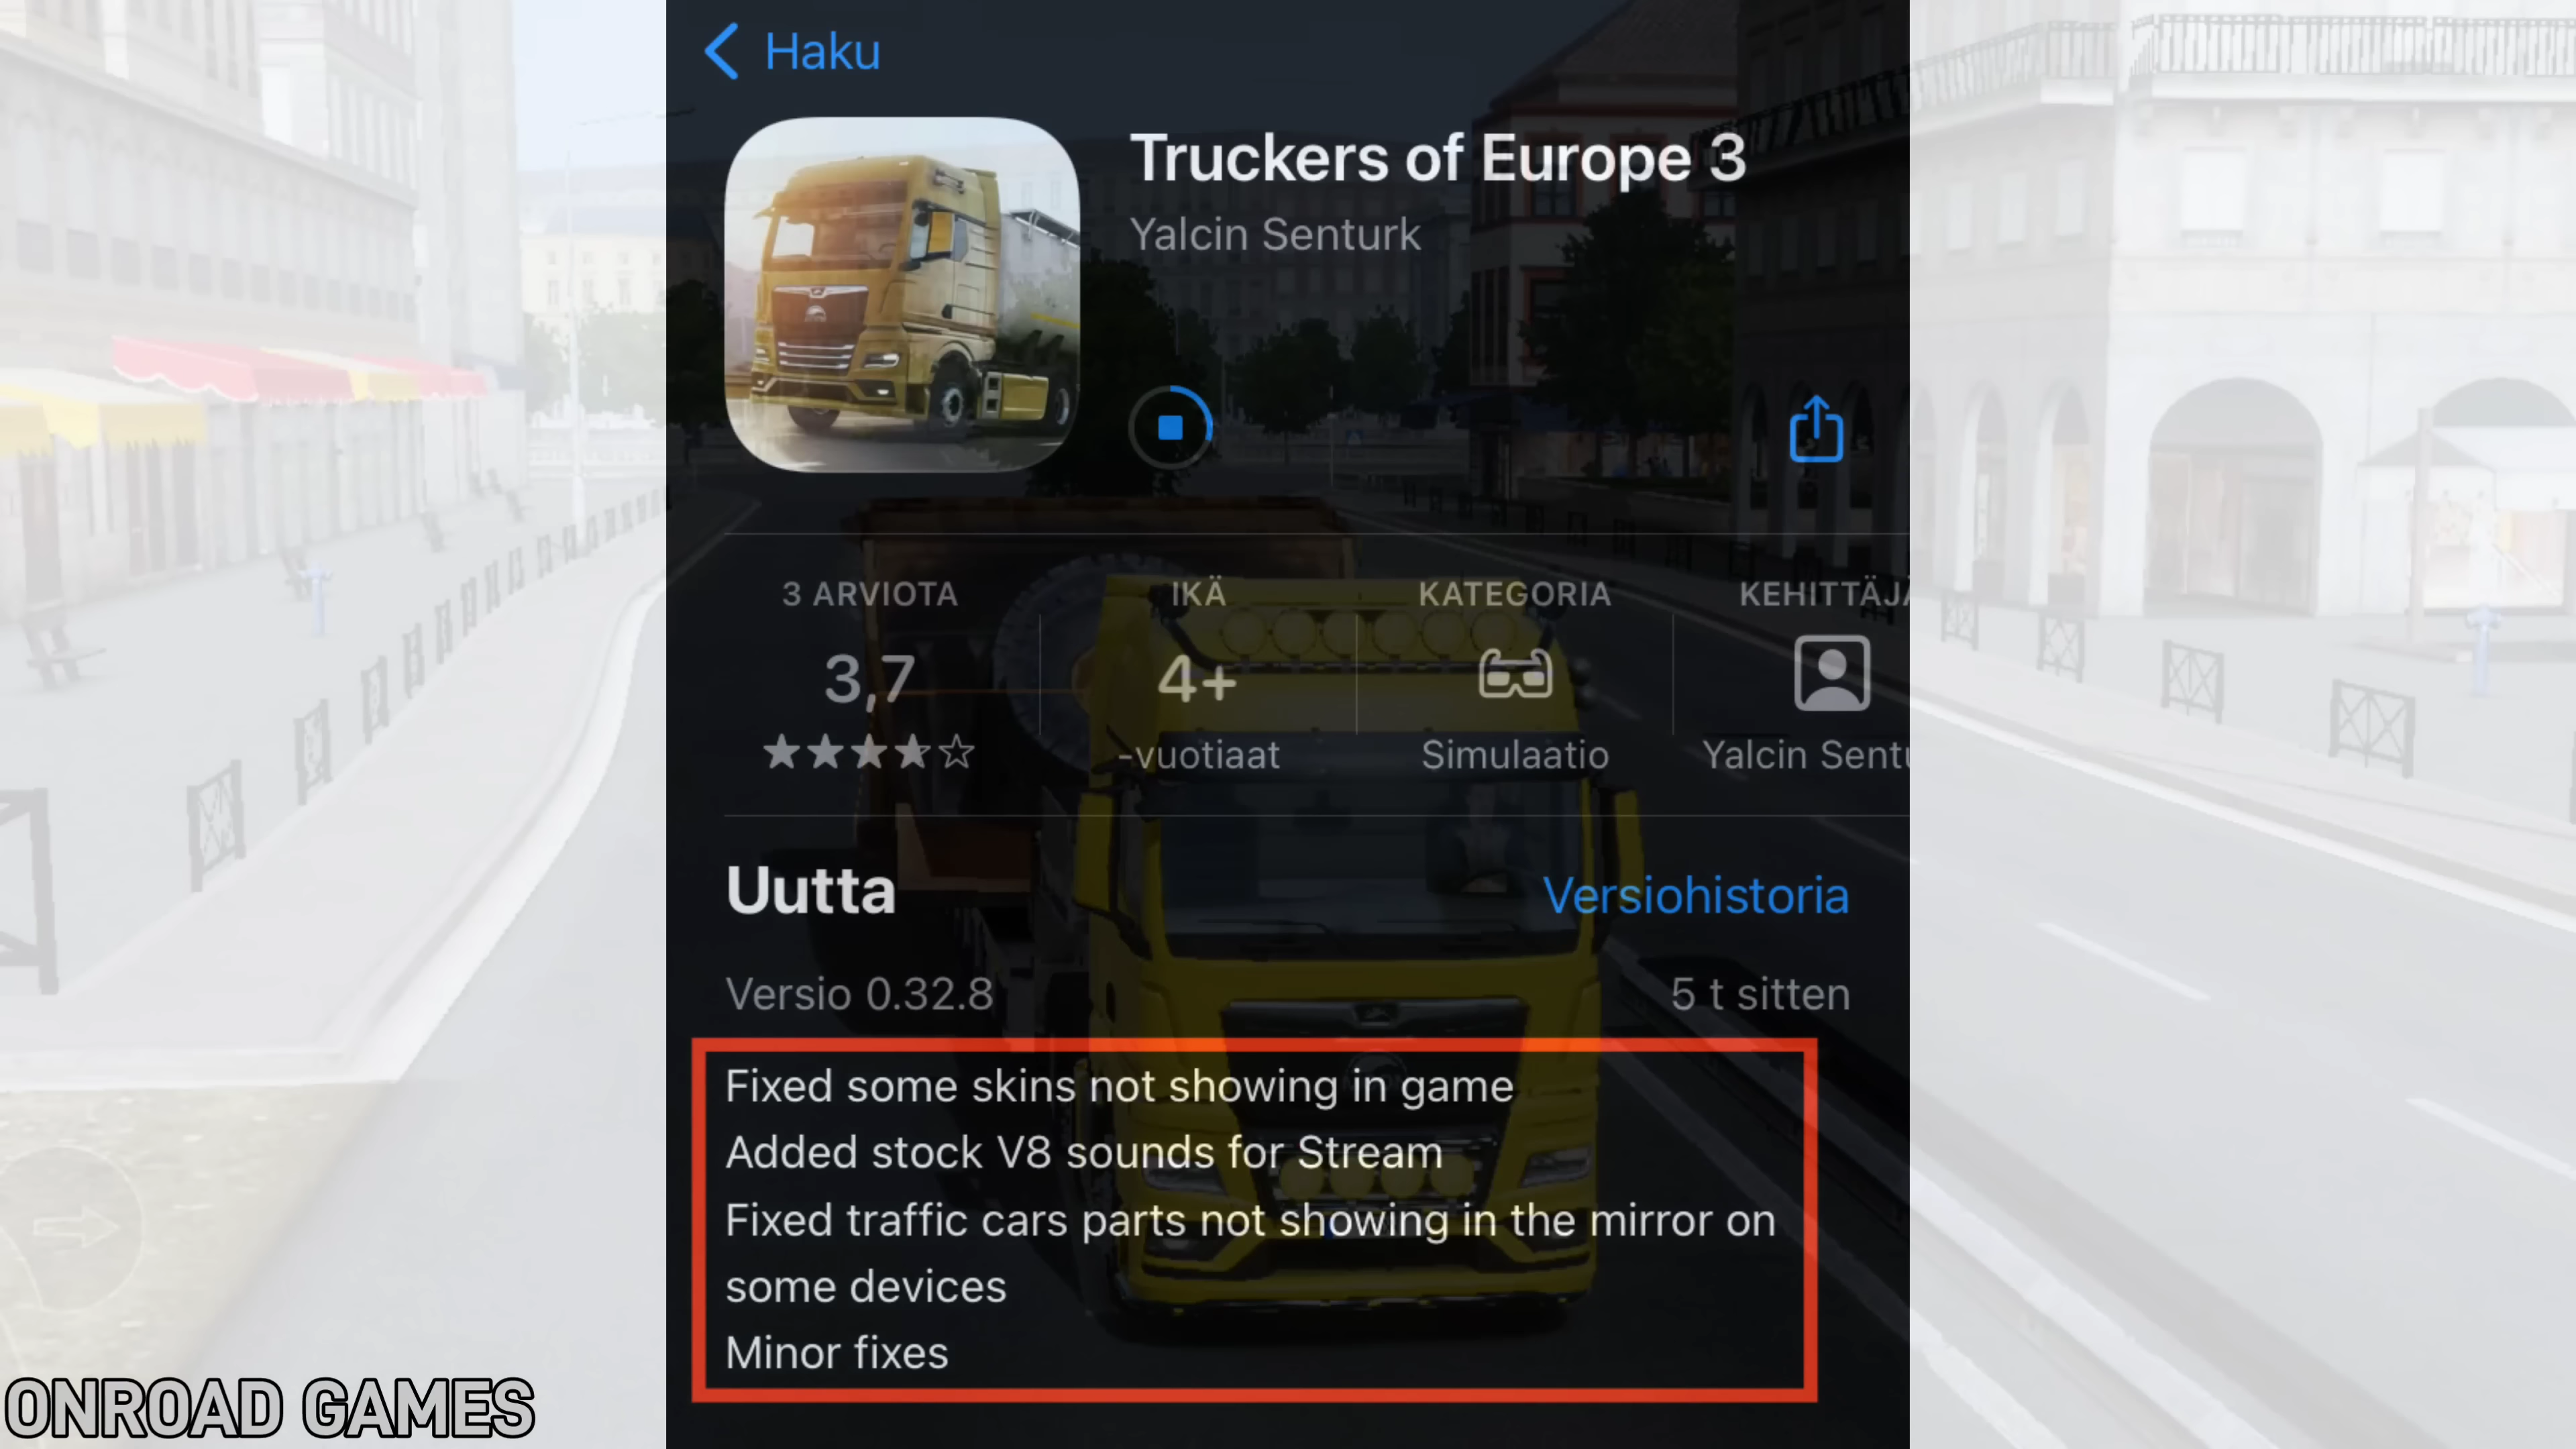 Haku
Truckers of Europe 3
Yalcin Senturk
3 ARVIOTA
IKÄ
KATEGORIA
KEHITTÄJÄ
3,7
4+
-vuotiaat
Simulaatio
Yalcin Sentu
Uutta
Versiohistoria
Versio 0.32.8
5 t sitten
Fixed some skins not showing in game
Added stock V8 sounds for Stream
Fixed traffic cars parts not showing in the mirror on
some devices
Minor fixes
ONROAD GAMES